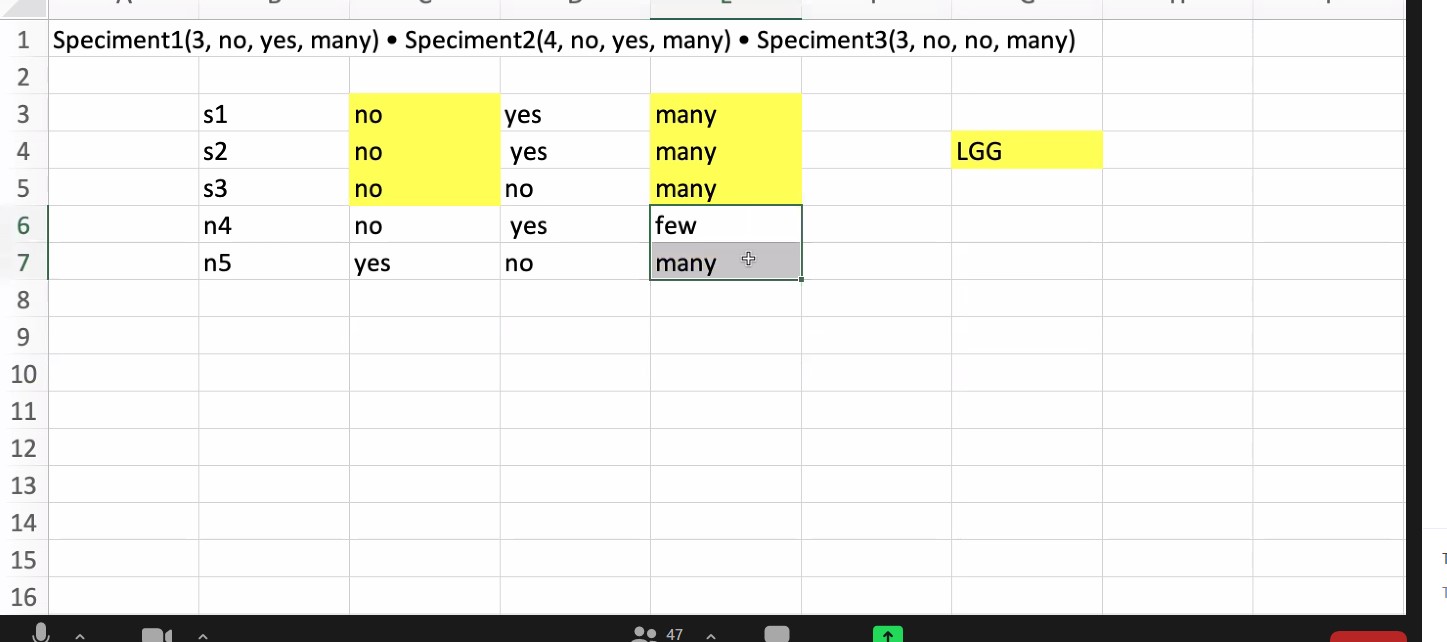 1 Speciment1(3, no, yes, many) • Speciment2(4, no, yes, many) • Speciment3(3, no, no, many)
2
3 s1 no yes many
4 s2 no yes many LGG
5 s3 no no many
6 n4 no yes few
7 n5 yes no many
8
9
10
11
12
13
14
15
16
47